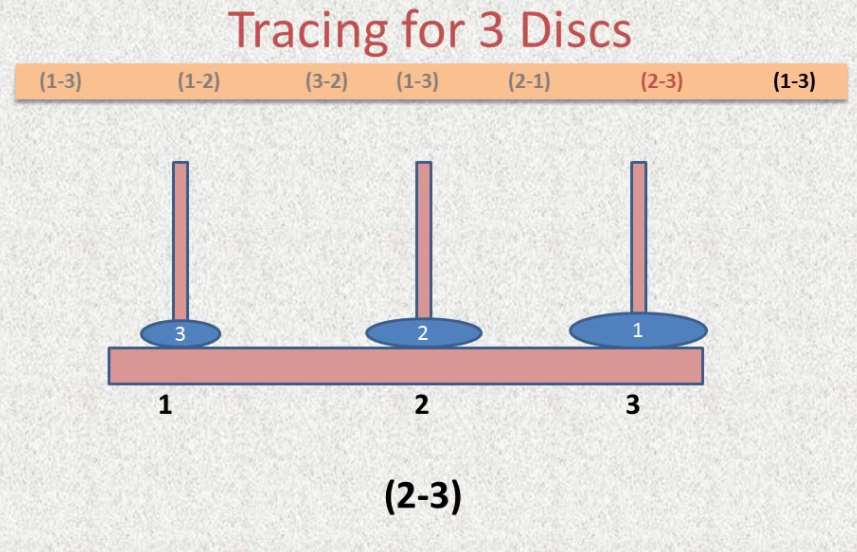 Tracing for 3 Discs
(1-3) (1-2) (3-2) (1-3) (2-1) (2-3) (1-3)
3 2 1
1 2 3
(2-3)